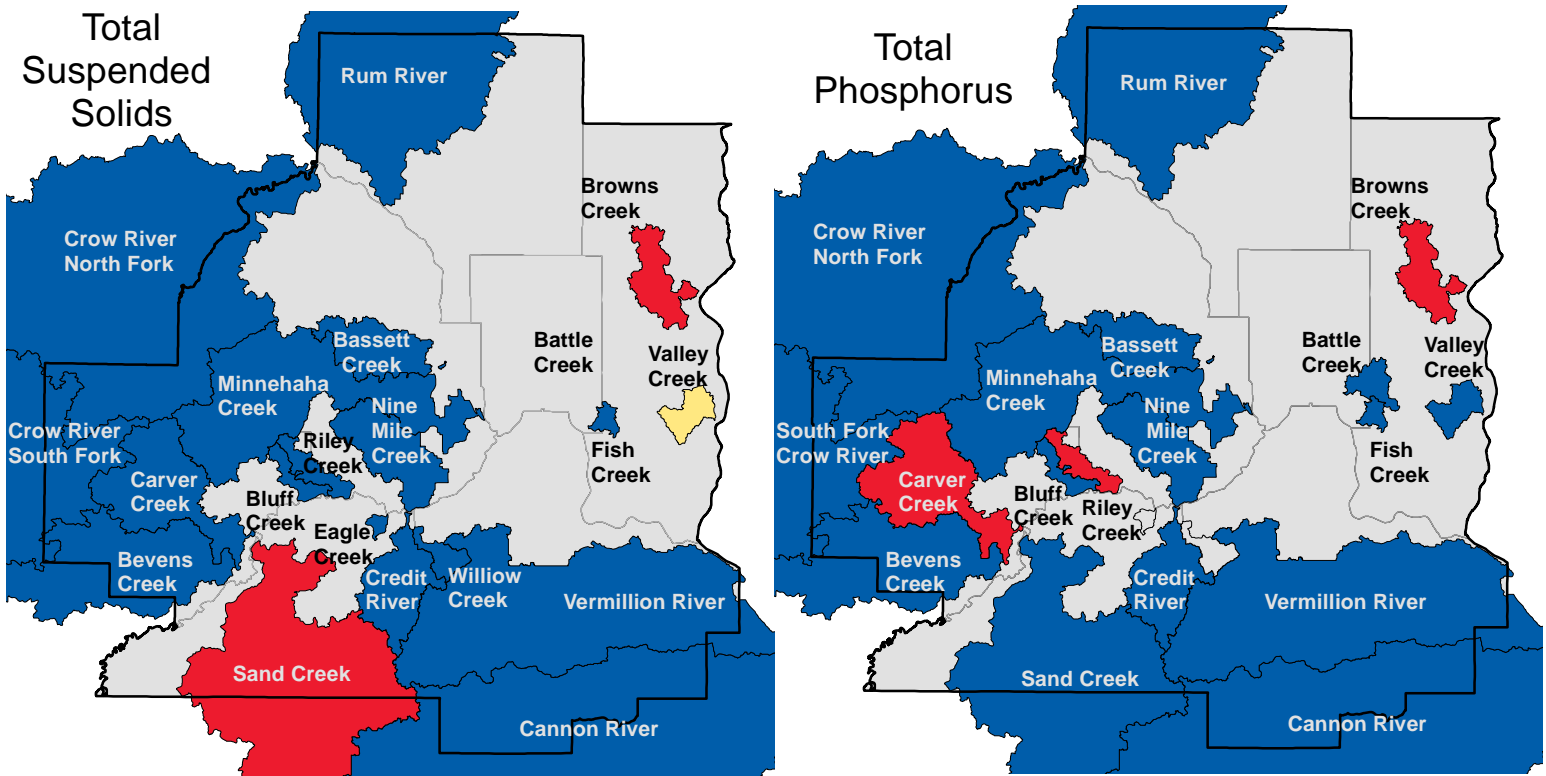 Total
Suspended
Solids
Rum River
Browns
Creek
Crow River
North Fork
Bassett
Creek
Battle
Creek
Valley
Creek
Minnehaha
Creek
Nine
Mile
Creek
Crow River
South Fork
Riley
Creek
Fish
Creek
Carver
Creek
Bluff
Creek
Eagle
Creek
Bevens
Creek
Credit
River
Williow
Creek
Vermillion River
Sand Creek
Cannon River
Total
Phosphorus
Rum River
Browns
Creek
Crow River
North Fork
Bassett
Creek
Battle
Creek
Valley
Creek
Minnehaha
Creek
Nine
Mile
Creek
South Fork
Crow River
Fish
Creek
Carver
Creek
Bluff
Creek
Riley
Creek
Bevens
Creek
Credit
River
Vermillion River
Sand Creek
Cannon River